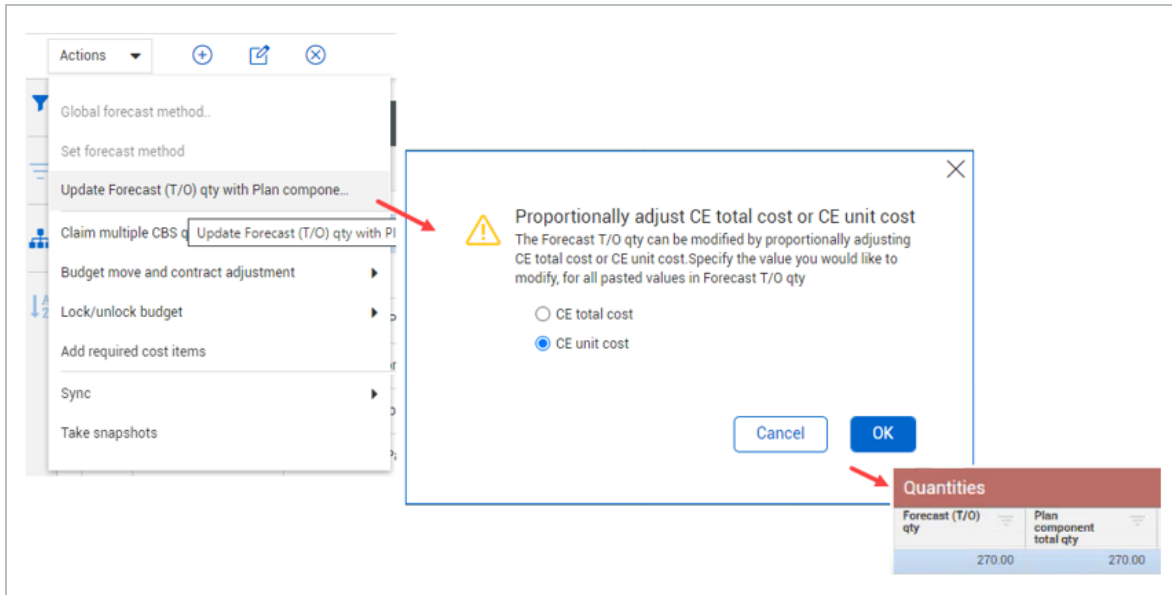 Actions
Global forecast method..
Set forecast method
Update Forecast (T/O) qty with Plan compone...
Claim multiple CBS q
Update Forecast (T/O) qty with Pl
Budget move and contract adjustment
Lock/unlock budget
Add required cost items
Sync
Take snapshots
Proportionally adjust CE total cost or CE unit cost
The Forecast T/O qty can be modified by proportionally adjusting
CE total cost or CE unit cost.Specify the value you would like to
modify, for all pasted values in Forecast T/O qty
CE total cost
CE unit cost
Cancel
OK
Quantities
Forecast (T/O)
qty
Plan
component
total qty
270.00
270.00